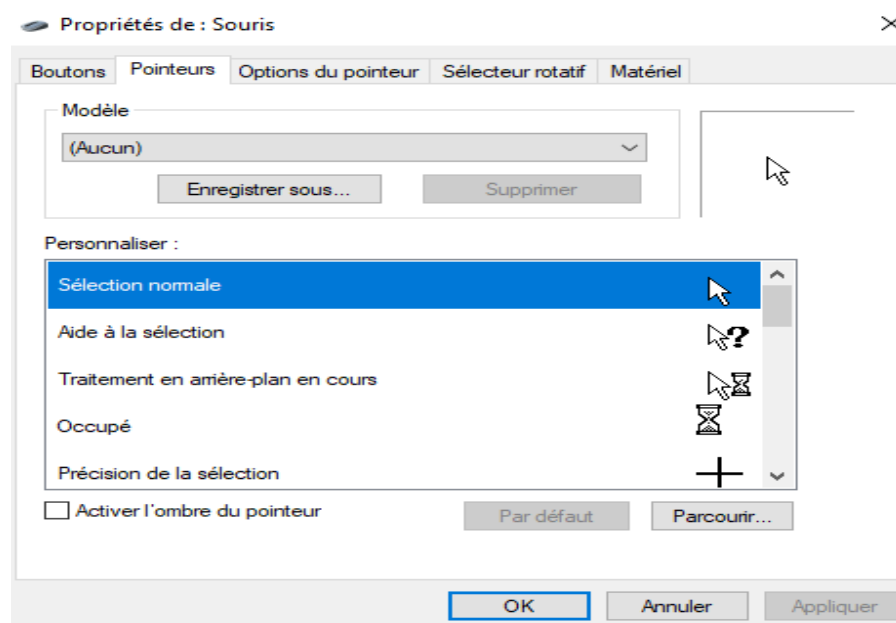 Propriétés de : Souris
Boutons Pointeurs Options du pointeur Sélecteur rotatif Matériel
Modèle
(Aucun)
Enregistrer sous... Supprimer
Personnaliser :
Sélection normale
Aide à la sélection
Traitement en arrière-plan en cours
Occupé
Précision de la sélection
Activer l'ombre du pointeur
Par défaut Parcourir...
OK Annuler Appliquer